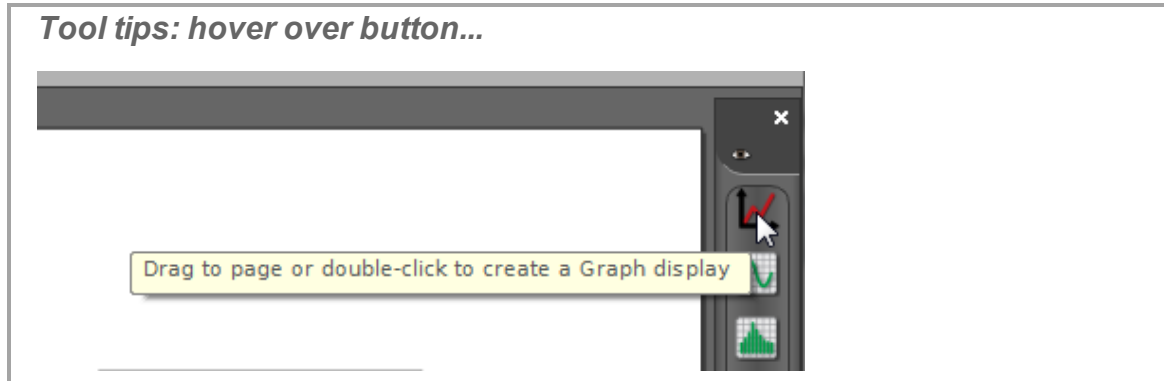 Tool tips: hover over button...
Drag to page or double-click to create a Graph display